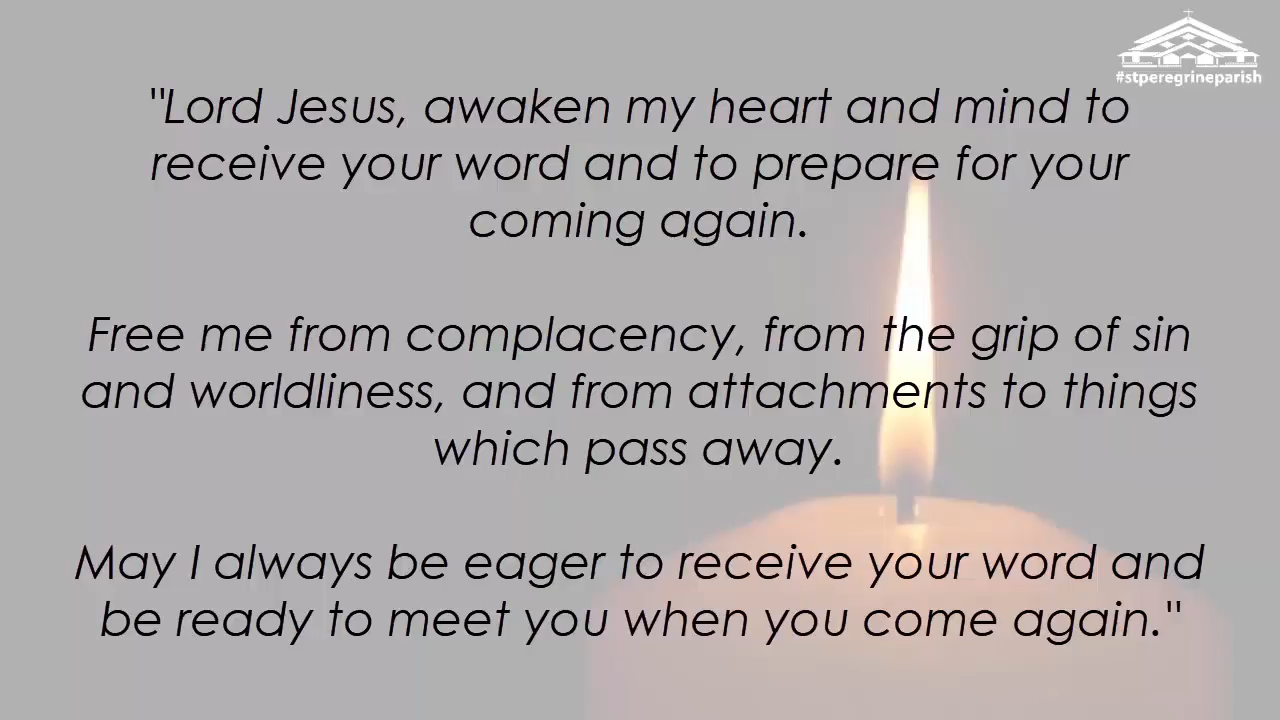 #stperegrineparish
"Lord Jesus, awaken my heart and mind to
receive your word and to prepare for your
coming again.
Free me from complacency, from the grip of sin
and worldliness, and from attachments to things
which pass away.
May I always be eager to receive your word and
be ready to meet you when you come again."